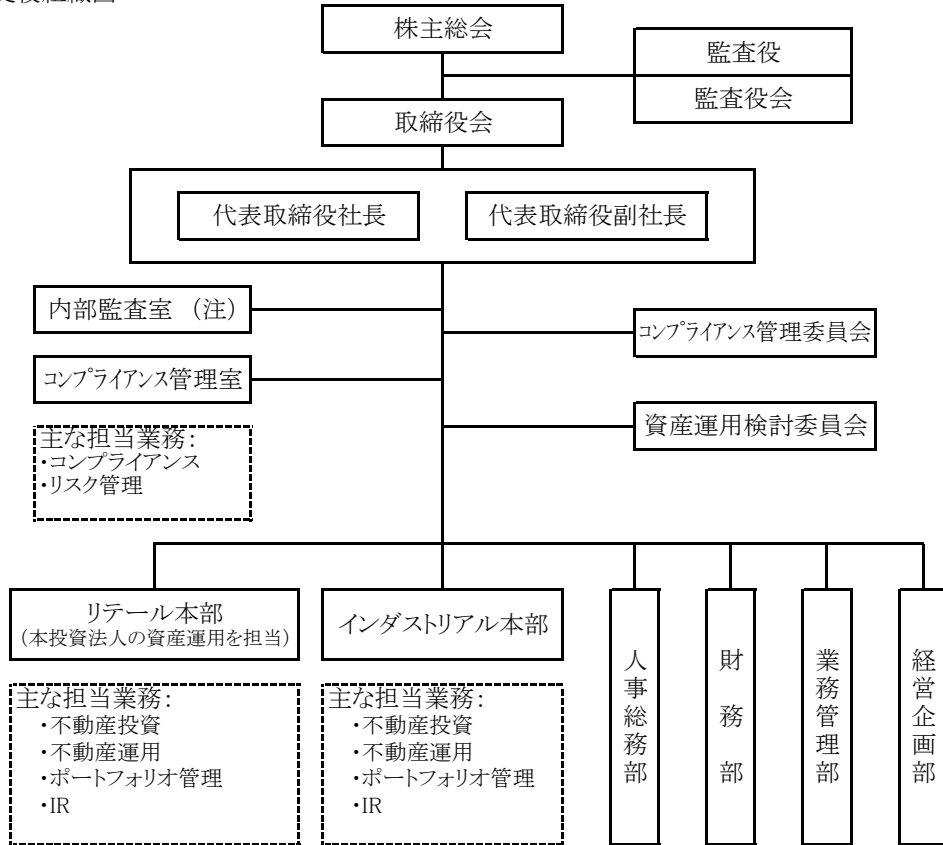 株主総会
監査役
監査役会
取締役会
代表取締役社長
代表取締役副社長
内部監査室 （注）
コンプライアンス管理委員会
コンプライアンス管理室
資産運用検討委員会
主な担当業務：
・コンプライアンス
・リスク管理
リテール本部
（本投資法人の資産運用を担当）
インダストリアル本部
主な担当業務：
・不動産投資
・不動産運用
・ポートフォリオ管理
・IR
主な担当業務：
・不動産投資
・不動産運用
・ポートフォリオ管理
・IR
人事総務部
財務部
業務管理部
経営企画部